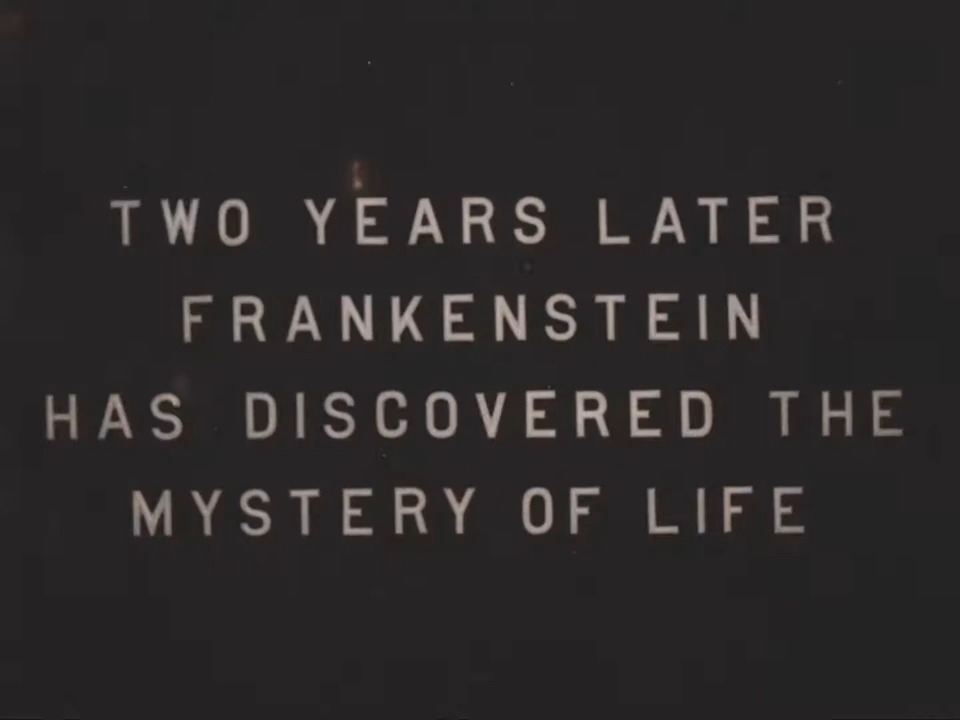 TWO YEARS LATER
FRANKENSTEIN
HAS DISCOVERED THE
MYSTERY OF LIFE